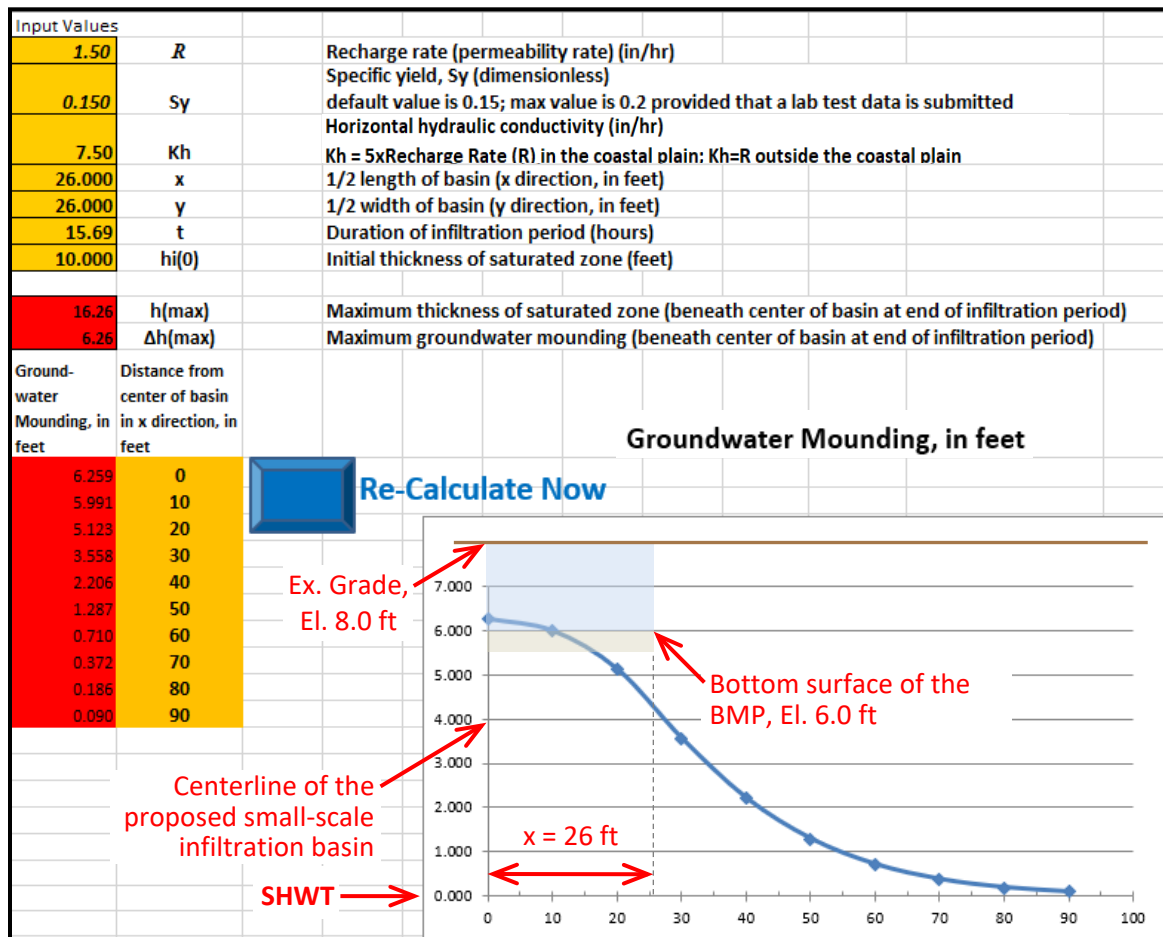 Input Values
1.50 R Recharge rate (permeability rate) (in/hr)
Specific yield, Sy (dimensionless)
0.150 Sy default value is 0.15; max value is 0.2 provided that a lab test data is submitted
Horizontal hydraulic conductivity (in/hr)
7.50 Kh Kh = 5xRecharge Rate (R) in the coastal plain; Kh=R outside the coastal plain
26.000 x 1/2 length of basin (x direction, in feet)
26.000 y 1/2 width of basin (y direction, in feet)
15.69 t Duration of infiltration period (hours)
10.000 hi(0) Initial thickness of saturated zone (feet)
16.26 h(max) Maximum thickness of saturated zone (beneath center of basin at end of infiltration period)
6.26 Δh(max) Maximum groundwater mounding (beneath center of basin at end of infiltration period)
Ground-
water
Mounding, in
feet
Distance from
center of basin
in x direction, in
feet
6.259 0
5.991 10
5.123 20
3.558 30
2.206 40
1.287 50
0.710 60
0.372 70
0.186 80
0.090 90
Re-Calculate Now
Groundwater Mounding, in feet
Ex. Grade,
El. 8.0 ft
7.000
6.000
5.000
4.000
3.000
2.000
1.000
0.000
Bottom surface of the
BMP, El. 6.0 ft
Centerline of the
proposed small-scale
infiltration basin
x = 26 ft
SHWT
0 10 20 30 40 50 60 70 80 90 100